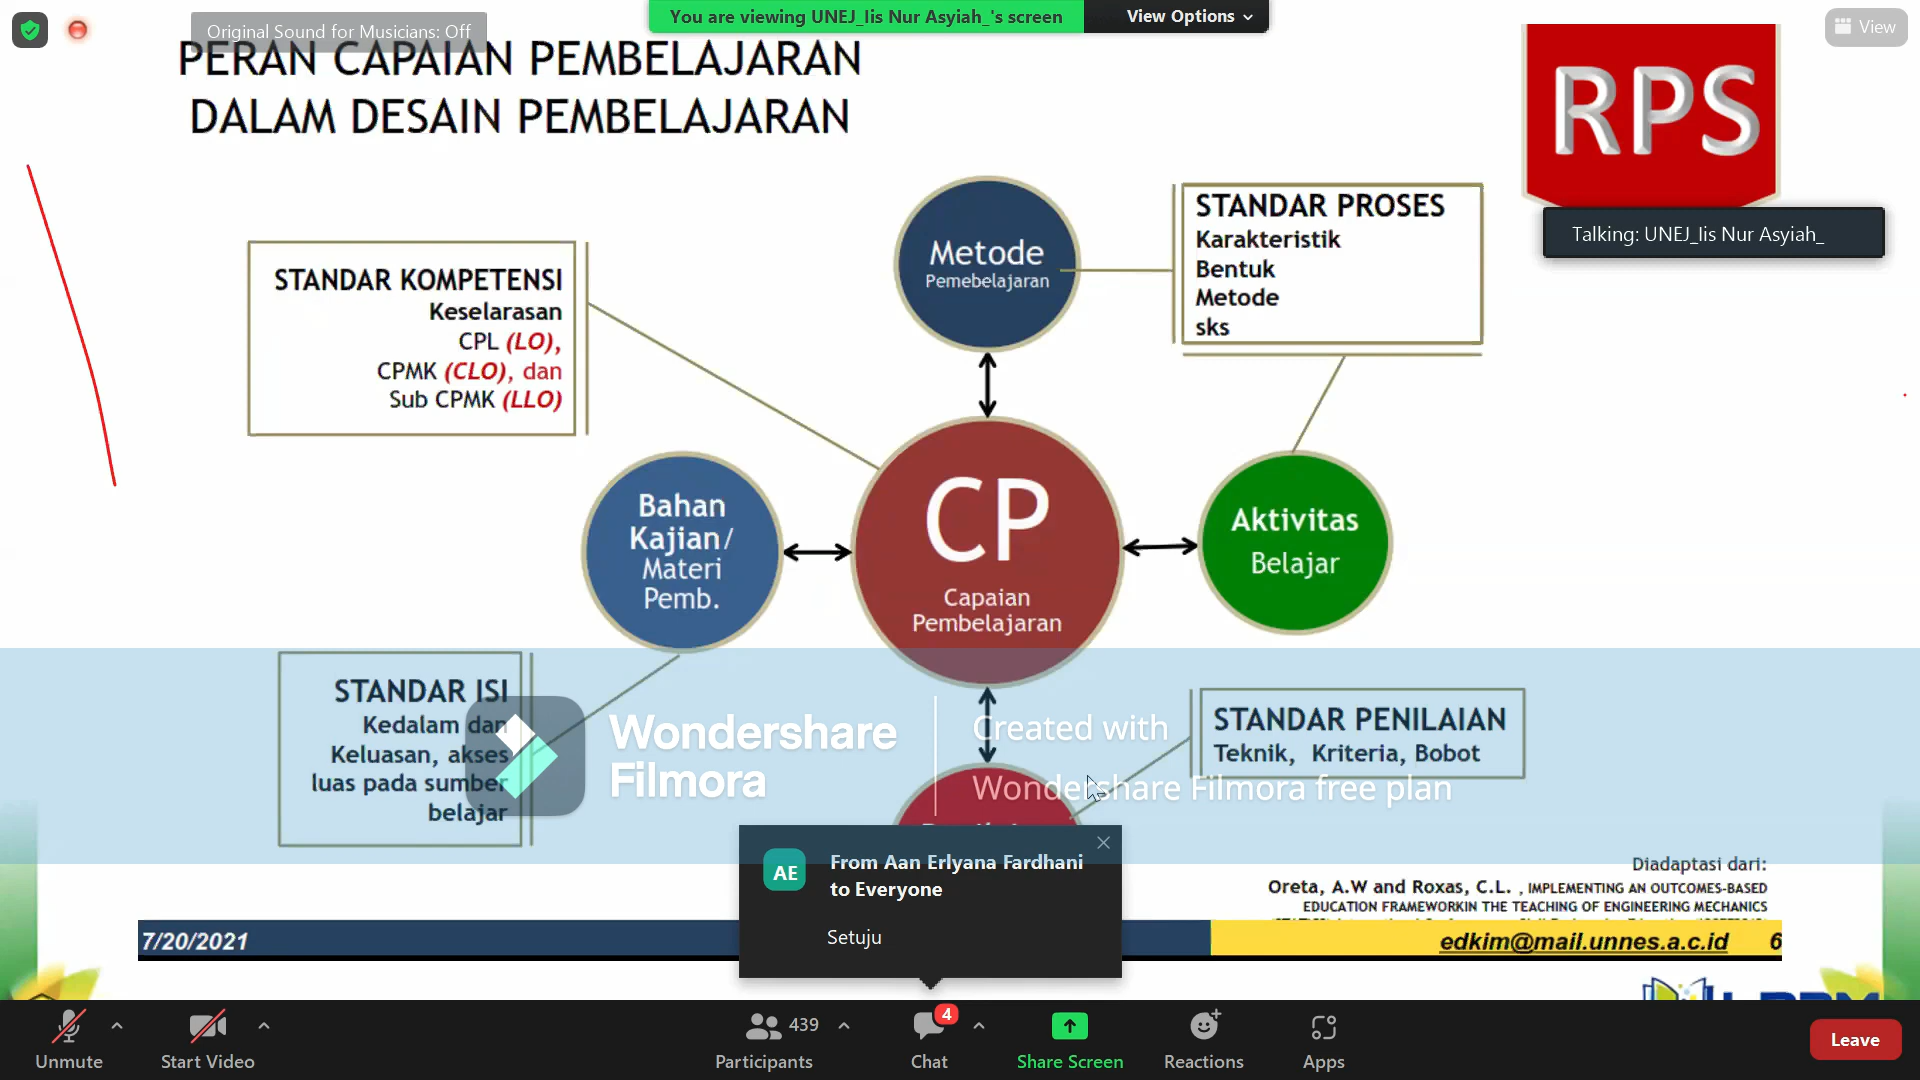 Original Sound for Musicians: Off
You are viewing UNEJ_Iis Nur Asyiah_'s screen
View Options
View
PERAN CAPAIAN PEMBELAJARAN
DALAM DESAIN PEMBELAJARAN
RPS
Talking: UNEJ_Iis Nur Asyiah_
Metode
Pemebelajaran
STANDAR PROSES
Karakteristik
Bentuk
Metode
sks
STANDAR KOMPETENSI
Keselarasan
CPL (LO),
CPMK (CLO), dan
Sub CPMK (LLO)
Bahan
Kajian/
Materi
Pemb.
CP
Capaian
Pembelajaran
Aktivitas
Belajar
STANDAR ISI
Kedalam dan
Keluasan, akses
luas pada sumber
belajar
Wondershare
Filmora
Created with
Wondershare Filmora free plan
STANDAR PENILAIAN
Teknik, Kriteria, Bobot
AE
From Aan Erlyana Fardhani
to Everyone
Setuju
Diadaptasi dari:
Oreta, A.W and Roxas, C.L. , IMPLEMENTING AN OUTCOMES-BASED
EDUCATION FRAMEWORKIN THE TEACHING OF ENGINEERING MECHANICS
7/20/2021
edkim@mail.unnes.a.c.id
6
Unmute
Start Video
439
Participants
4
Chat
Share Screen
Reactions
Apps
Leave